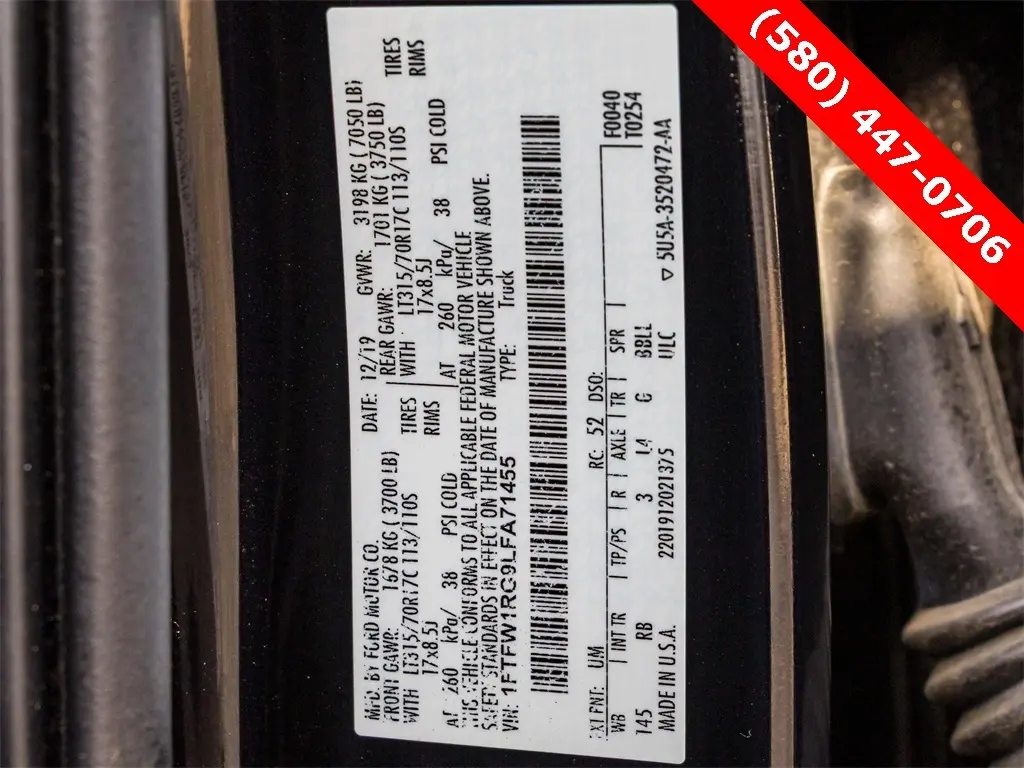 (580) 447-0706
MFD. BY FORD MOTOR CO.
DATE: 12/19 GVWR: 3198 KG ( 7050 LB)
FRONT GAWR: 1678 KG ( 3700 LB) REAR GAWR: 1701 KG ( 3750 LB)
WITH LT315/70R17C 113/110S TIRES WITH LT315/70R17C 113/110S TIRES
17x8.5J RIMS 17x8.5J RIMS
AT 260 kPa/ 38 PSI COLD AT 260 kPa/ 38 PSI COLD
THIS VEHICLE CONFORMS TO ALL APPLICABLE FEDERAL MOTOR VEHICLE
SAFETY STANDARDS IN EFFECT ON THE DATE OF MANUFACTURE SHOWN ABOVE.
VIN: 1FTFW1RG9LFA71455 TYPE: Truck
EXT PNT: UM RC: 52 DSO: F0040
WB INT TR TP/PS R AXLE TR SPR T0254
145 RB 3 L4 G BBLL
MADE IN U.S.A. 2201912021375 ULC ▽ 5U5A-3520472-AA